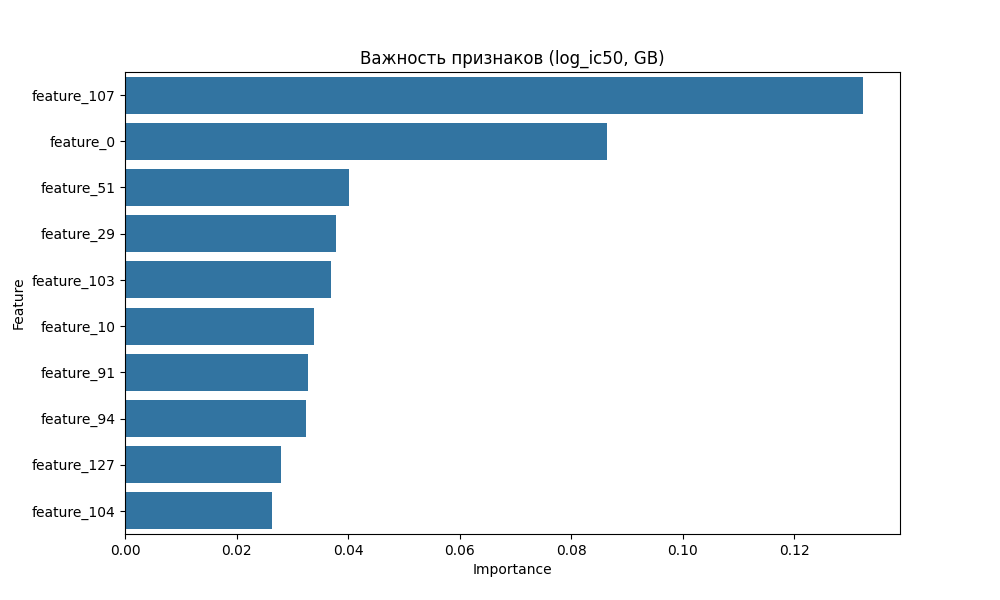 Важность признаков (log_ic50, GB)
Feature
feature_107
feature_0
feature_51
feature_29
feature_103
feature_10
feature_91
feature_94
feature_127
feature_104
0.00 0.02 0.04 0.06 0.08 0.10 0.12
Importance